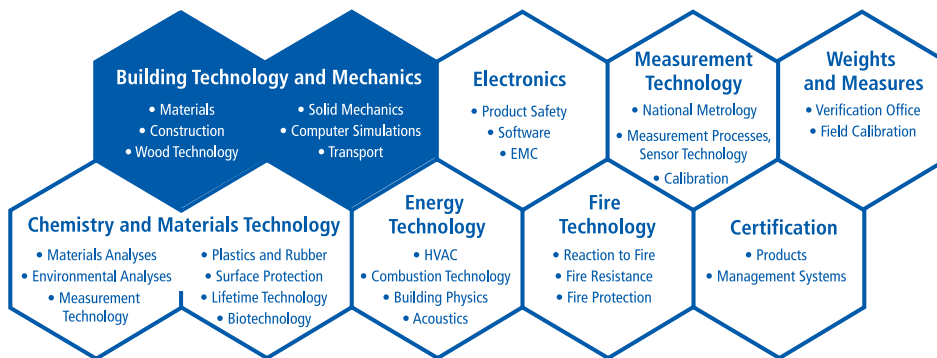 Building Technology and Mechanics
• Materials
• Construction
• Wood Technology
• Solid Mechanics
• Computer Simulations
• Transport
Electronics
• Product Safety
• Software
• EMC
Measurement
Technology
• National Metrology
• Measurement Processes,
Sensor Technology
• Calibration
Weights
and Measures
• Verification Office
• Field Calibration
Chemistry and Materials Technology
• Materials Analyses
• Environmental Analyses
• Measurement
Technology
• Plastics and Rubber
• Surface Protection
• Lifetime Technology
• Biotechnology
Energy
Technology
• HVAC
• Combustion Technology
• Building Physics
• Acoustics
Fire
Technology
• Reaction to Fire
• Fire Resistance
• Fire Protection
Certification
• Products
• Management Systems